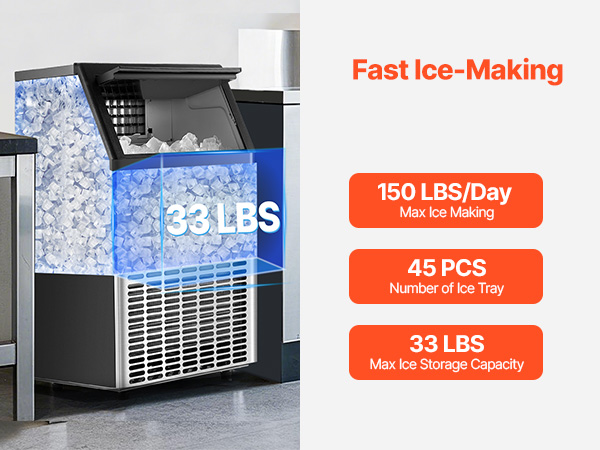 33 LBS
Fast Ice-Making
150 LBS/Day
Max Ice Making
45 PCS
Number of Ice Tray
33 LBS
Max Ice Storage Capacity